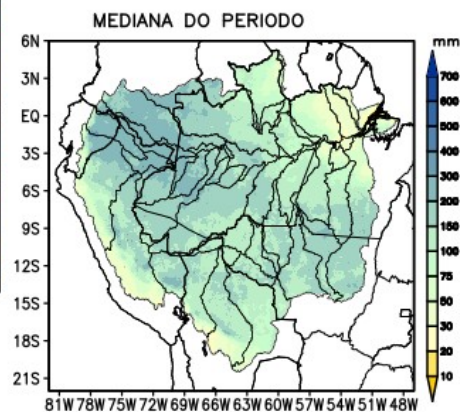 MEDIANA DO PERIODO
mm
6N
3N
EQ
3S
6S
9S
12S
15S
18S
21S
81W 78W 75W 72W 69W 66W 63W 60W 57W 54W 51W 48W
700
600
500
400
300
200
150
100
75
50
30
20
10